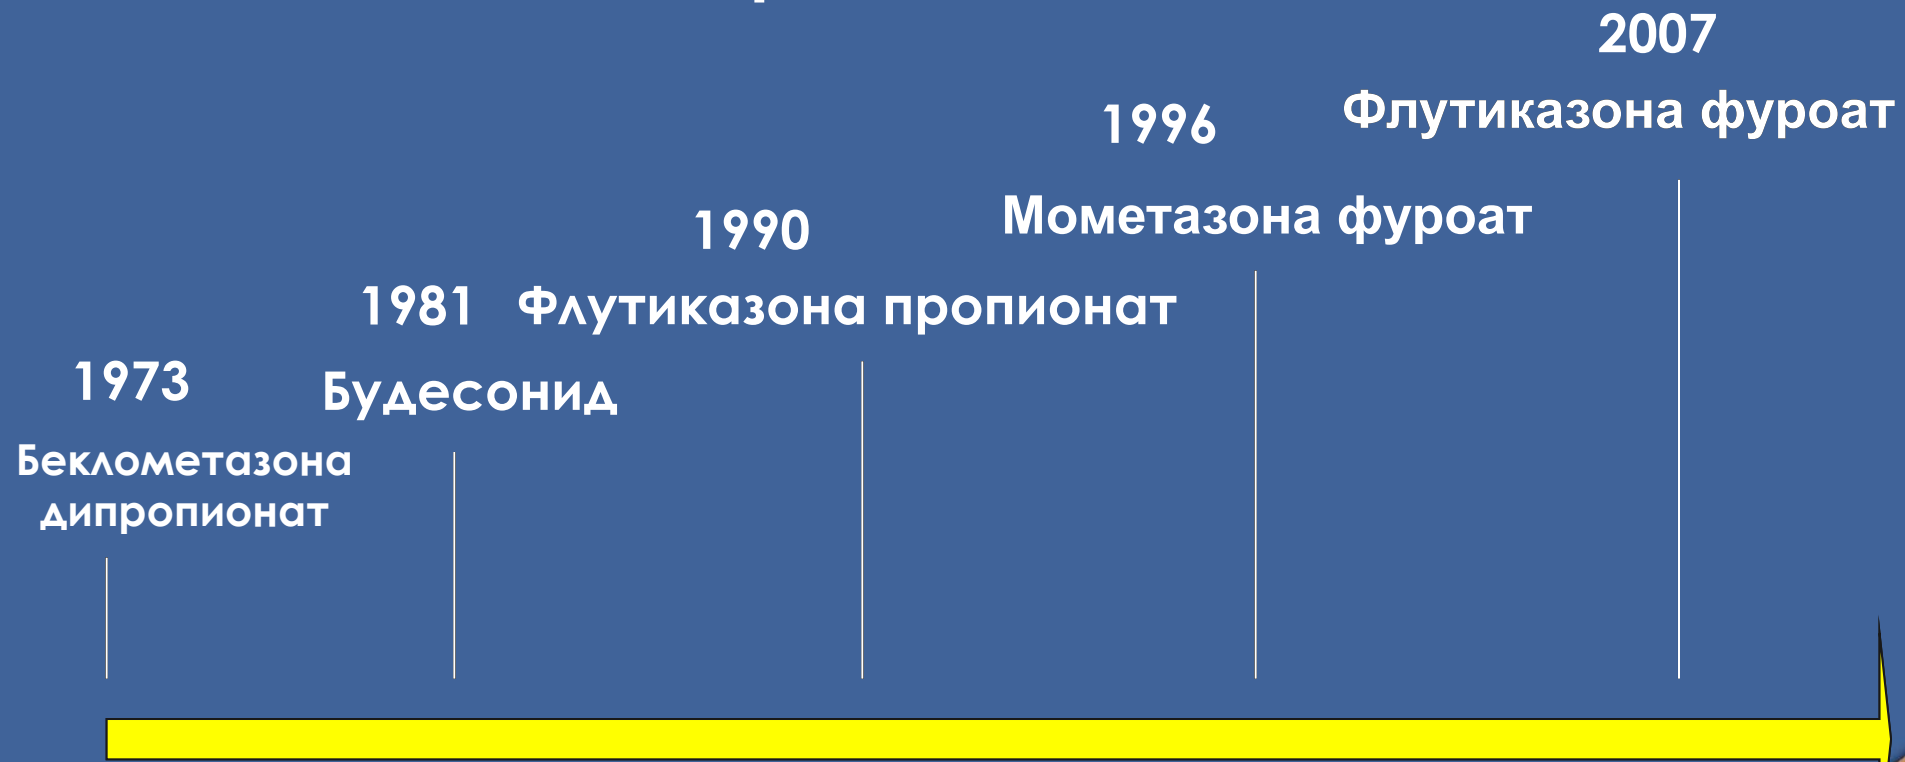 1973
Беклометазона
дипропионат
1981
Будесонид
1990
Флутиказона пропионат
1996
Мометазона фуроат
2007
Флутиказона фуроат